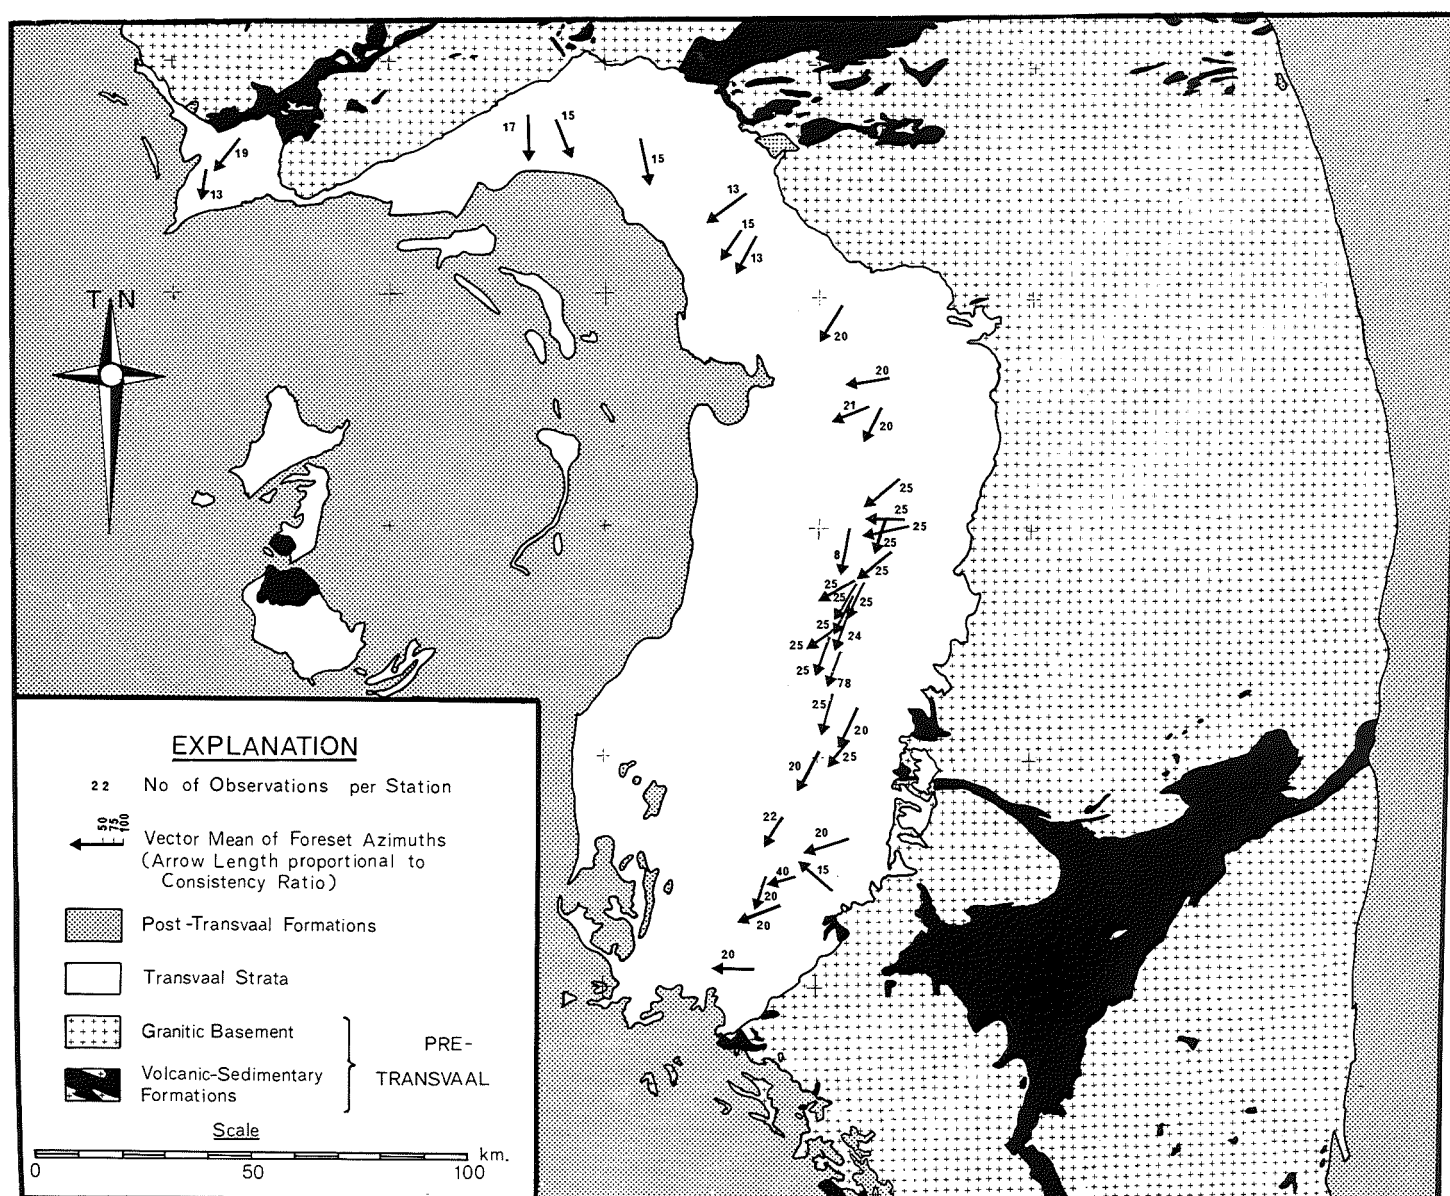 17
15
19
15
13
13
15
13
T N
20
20
21
20
25
25
25
25
8
25
25
25
25
25
24
25
25
78
25
20
25
20
22
20
40
15
20
20
20
EXPLANATION
22 No of Observations per Station
50 75 100
Vector Mean of Foreset Azimuths
(Arrow Length proportional to
Consistency Ratio)
Post-Transvaal Formations
Transvaal Strata
Granitic Basement
Volcanic-Sedimentary
Formations
PRE-
TRANSVAAL
Scale
0 50 100 km.